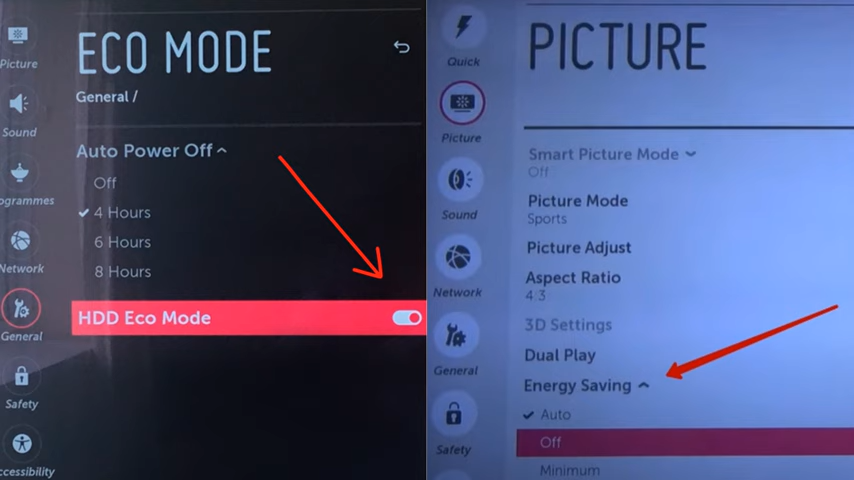 ECO MODE
General /
Auto Power Off
Off
4 Hours
6 Hours
8 Hours
HDD Eco Mode
Picture
Sound
ogrammes
Network
General
Safety
ccessibility
PICTURE
Quick
Picture
Sound
Network
General
Safety
Smart Picture Mode
Off
Picture Mode
Sports
Picture Adjust
Aspect Ratio
4:3
3D Settings
Dual Play
Energy Saving
Auto
Off
Minimum